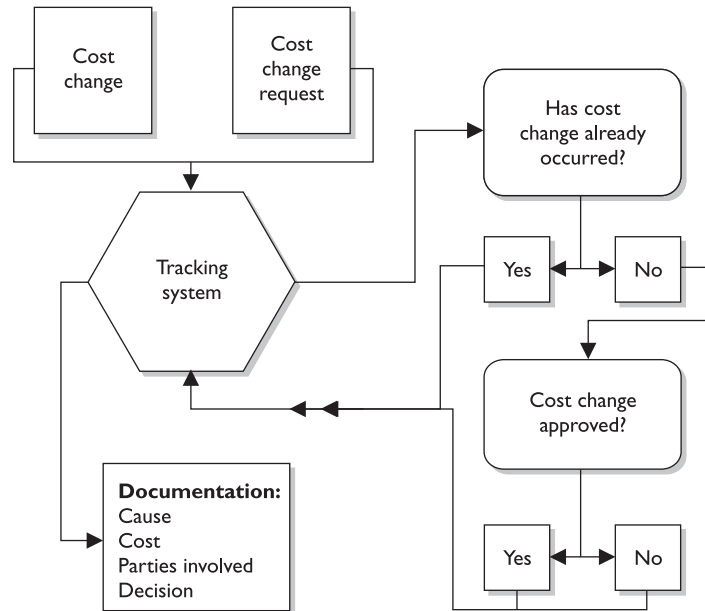 Cost
change
Cost
change
request
Has cost
change already
occurred?
Tracking
system
Yes
No
Cost change
approved?
Documentation:
Cause
Cost
Parties involved
Decision
Yes
No